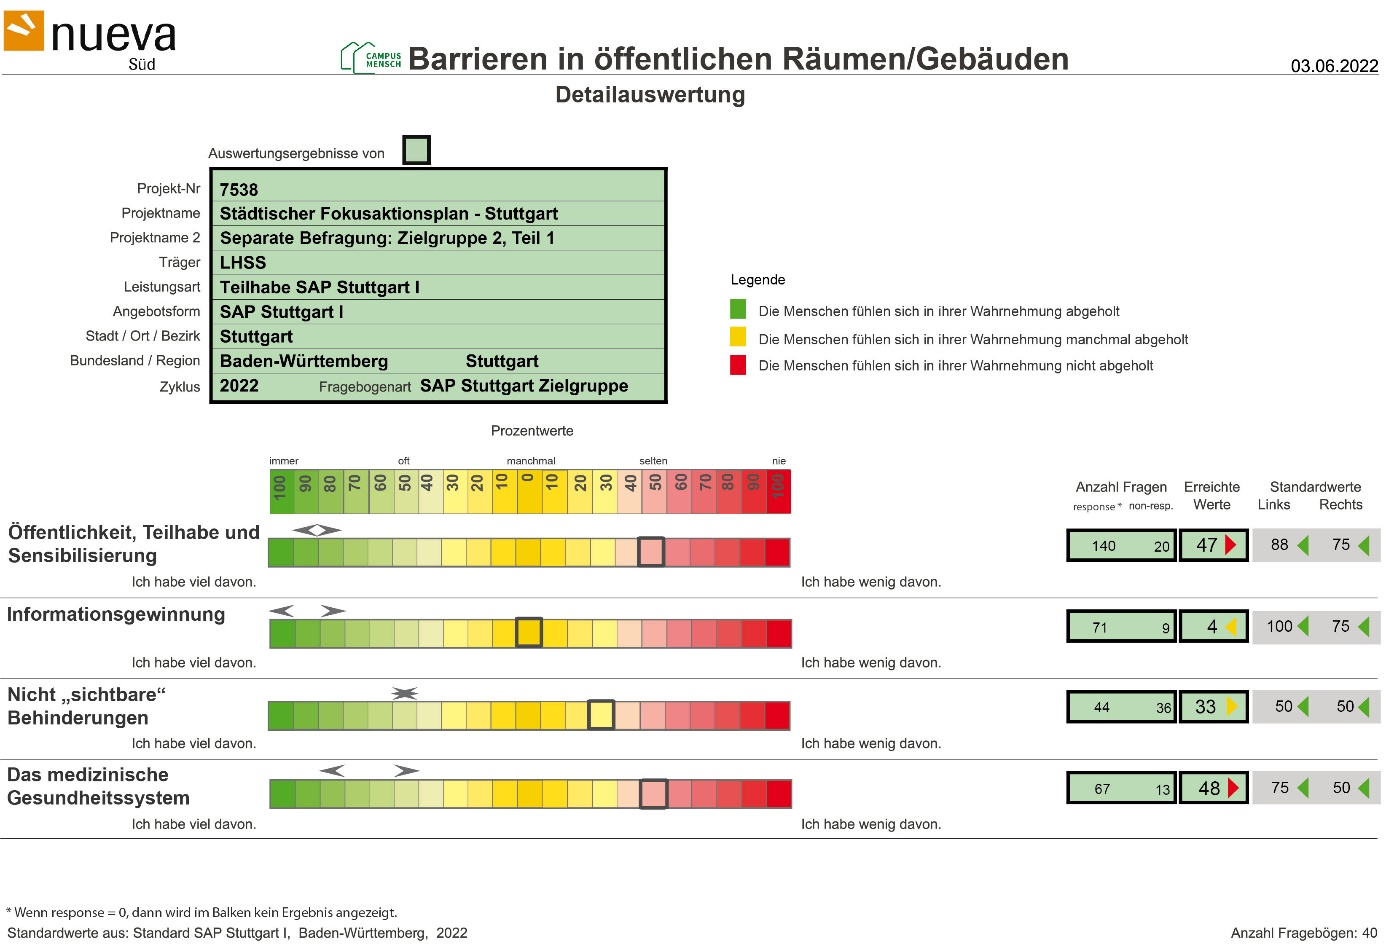 nueva
Süd
CAMPUS
MENSCH
Barrieren in öffentlichen Räumen/Gebäuden
03.06.2022
Detailauswertung
Auswertungsergebnisse von
Projekt-Nr 7538
Projektname Städtischer Fokusaktionsplan - Stuttgart
Projektname 2 Separate Befragung: Zielgruppe 2, Teil 1
Träger LHSS
Leistungsart Teilhabe SAP Stuttgart I
Angebotsform SAP Stuttgart I
Stadt / Ort / Bezirk Stuttgart
Bundesland / Region Baden-Württemberg Stuttgart
Zyklus 2022 Fragebogenart SAP Stuttgart Zielgruppe
Legende
Die Menschen fühlen sich in ihrer Wahrnehmung abgeholt
Die Menschen fühlen sich in ihrer Wahrnehmung manchmal abgeholt
Die Menschen fühlen sich in ihrer Wahrnehmung nicht abgeholt
Prozentwerte
immer oft manchmal selten nie
100 90 80 70 60 50 40 30 20 10 0 10 20 30 40 50 60 70 80 90 100
Anzahl Fragen Erreichte Standardwerte
response * non-resp. Werte Links Rechts
Öffentlichkeit, Teilhabe und
Sensibilisierung
140 20 47 88 75
Ich habe viel davon. Ich habe wenig davon.
Informationsgewinnung
71 9 4 100 75
Ich habe viel davon. Ich habe wenig davon.
Nicht „sichtbare“
Behinderungen
44 36 33 50 50
Ich habe viel davon. Ich habe wenig davon.
Das medizinische
Gesundheitssystem
67 13 48 75 50
Ich habe viel davon. Ich habe wenig davon.
* Wenn response = 0, dann wird im Balken kein Ergebnis angezeigt.
Standardwerte aus: Standard SAP Stuttgart I, Baden-Württemberg, 2022
Anzahl Fragebögen: 40